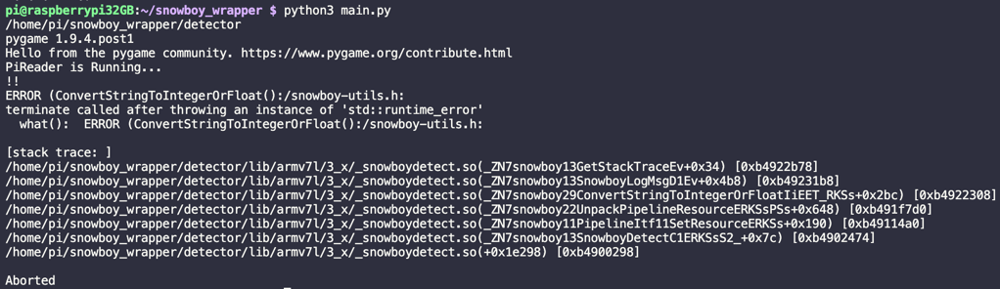 pi@raspberrypi32GB:~/snowboy_wrapper $ python3 main.py
/home/pi/snowboy_wrapper/detector
pygame 1.9.4.post1
Hello from the pygame community. https://www.pygame.org/contribute.html
PiReader is Running...
!!
ERROR (ConvertStringToIntegerOrFloat():/snowboy-utils.h:
terminate called after throwing an instance of 'std::runtime_error'
  what():  ERROR (ConvertStringToIntegerOrFloat():/snowboy-utils.h:

[stack trace: ]
/home/pi/snowboy_wrapper/detector/lib/armv7l/3_x/_snowboydetect.so(_ZN7snowboy13GetStackTraceEv+0x34) [0xb4922b78]
/home/pi/snowboy_wrapper/detector/lib/armv7l/3_x/_snowboydetect.so(_ZN7snowboy13SnowboyLogMsgD1Ev+0x4b8) [0xb49231b8]
/home/pi/snowboy_wrapper/detector/lib/armv7l/3_x/_snowboydetect.so(_ZN7snowboy29ConvertStringToIntegerOrFloatIiEET_RKSs+0x2bc) [0xb4922308]
/home/pi/snowboy_wrapper/detector/lib/armv7l/3_x/_snowboydetect.so(_ZN7snowboy22UnpackPipelineResourceERKSsPSs+0x648) [0xb491f7d0]
/home/pi/snowboy_wrapper/detector/lib/armv7l/3_x/_snowboydetect.so(_ZN7snowboy11PipelineItf11SetResourceERKSs+0x190) [0xb49114a0]
/home/pi/snowboy_wrapper/detector/lib/armv7l/3_x/_snowboydetect.so(_ZN7snowboy13SnowboyDetectC1ERKSsS2_+0x7c) [0xb4902474]
/home/pi/snowboy_wrapper/detector/lib/armv7l/3_x/_snowboydetect.so(+0x1e298) [0xb4900298]

Aborted